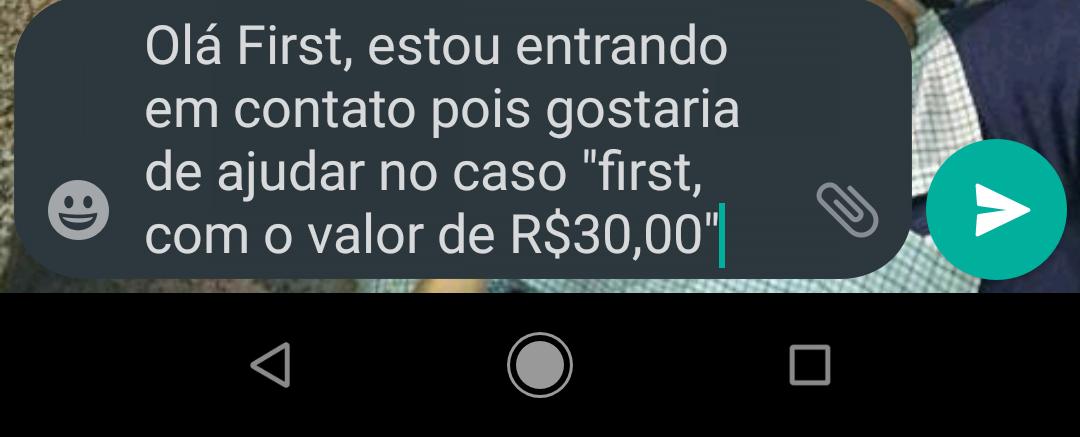 Olá First, estou entrando
em contato pois gostaria
de ajudar no caso "first,
com o valor de R$30,00"